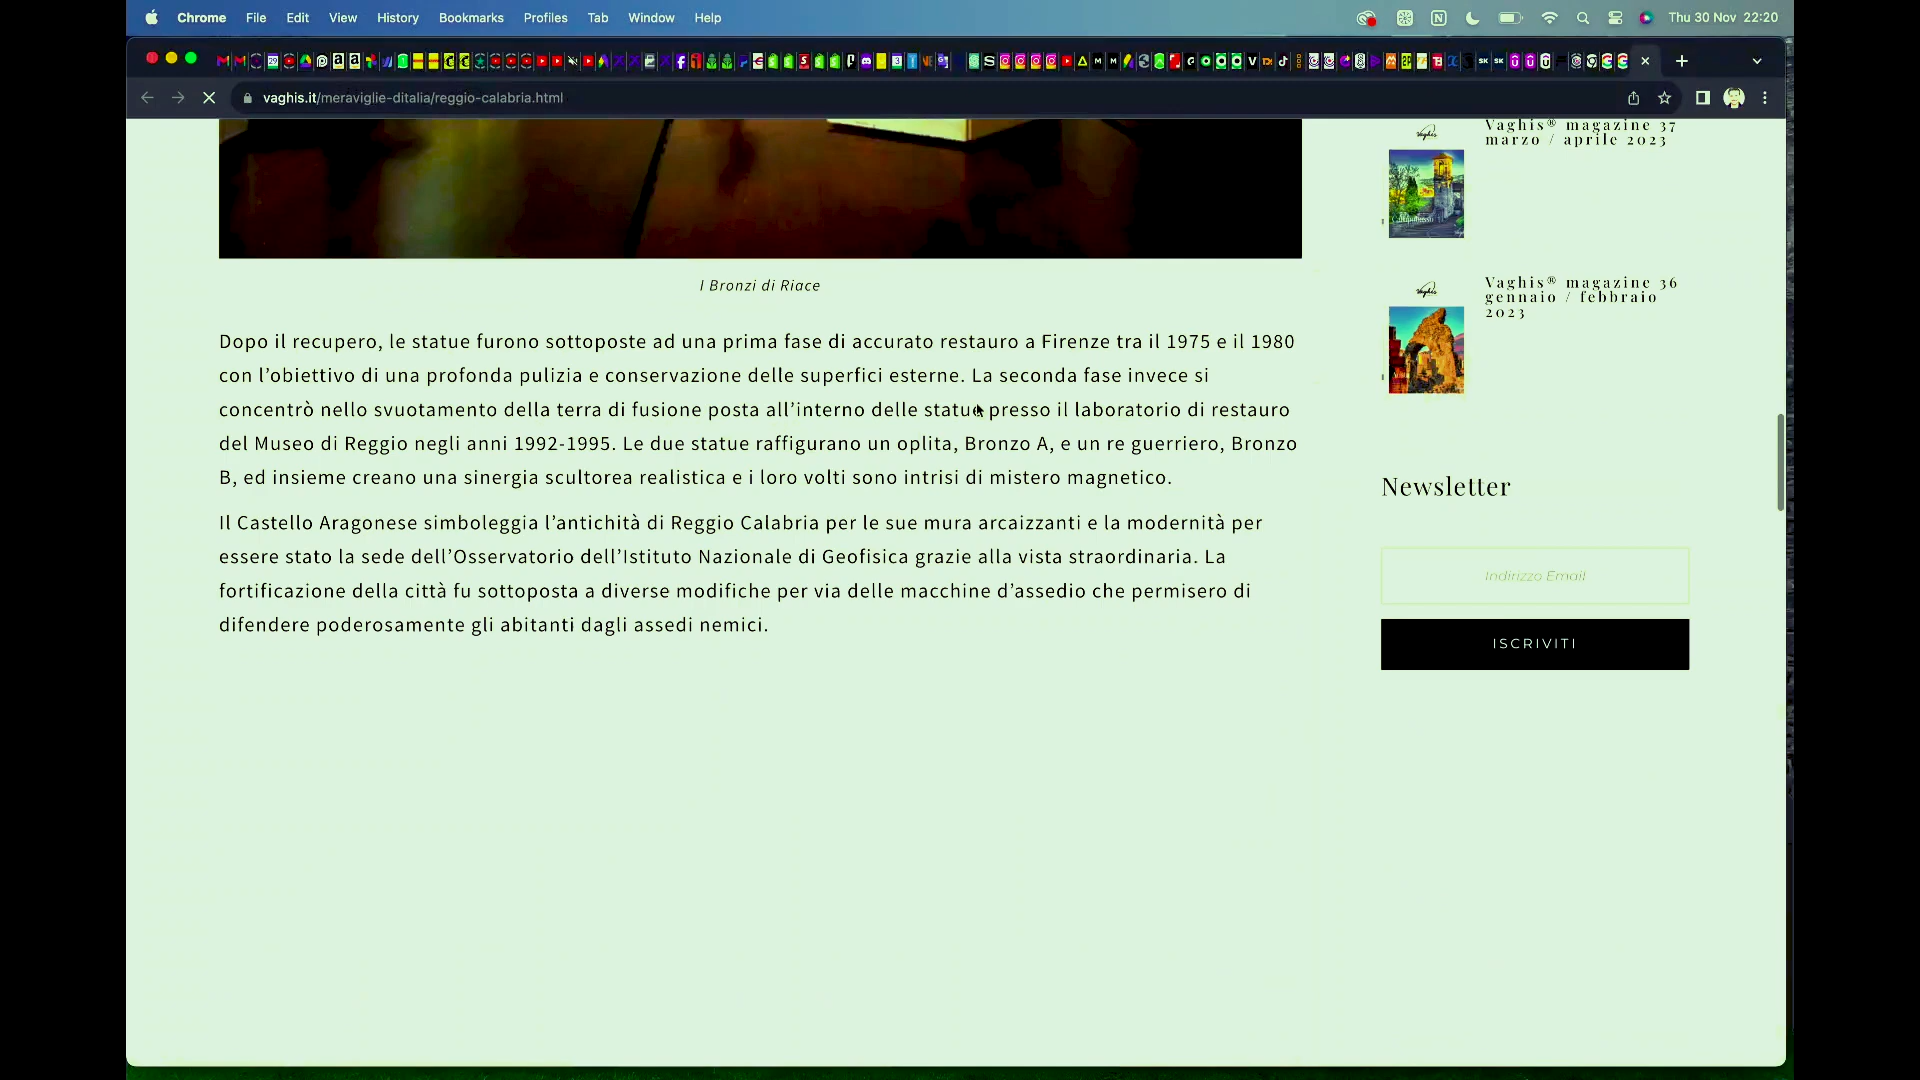 Chrome File Edit View History Bookmarks Profiles Tab Window Help
Thu 30 Nov 22:20
vaghis.it/meraviglie-ditalia/reggio-calabria.html
I Bronzi di Riace
Dopo il recupero, le statue furono sottoposte ad una prima fase di accurato restauro a Firenze tra il 1975 e il 1980
con l’obiettivo di una profonda pulizia e conservazione delle superfici esterne. La seconda fase invece si
concentrò nello svuotamento della terra di fusione posta all’interno delle statue presso il laboratorio di restauro
del Museo di Reggio negli anni 1992-1995. Le due statue raffigurano un oplita, Bronzo A, e un re guerriero, Bronzo
B, ed insieme creano una sinergia scultorea realistica e i loro volti sono intrisi di mistero magnetico.
Il Castello Aragonese simboleggia l’antichità di Reggio Calabria per le sue mura arcaizzanti e la modernità per
essere stato la sede dell’Osservatorio dell’Istituto Nazionale di Geofisica grazie alla vista straordinaria. La
fortificazione della città fu sottoposta a diverse modifiche per via delle macchine d’assedio che permisero di
difendere poderosamente gli abitanti dagli assedi nemici.
Vaghis® magazine 37
marzo / aprile 2023
Vaghis® magazine 36
gennaio / febbraio
2023
Newsletter
Indirizzo Email
ISCRIVITI